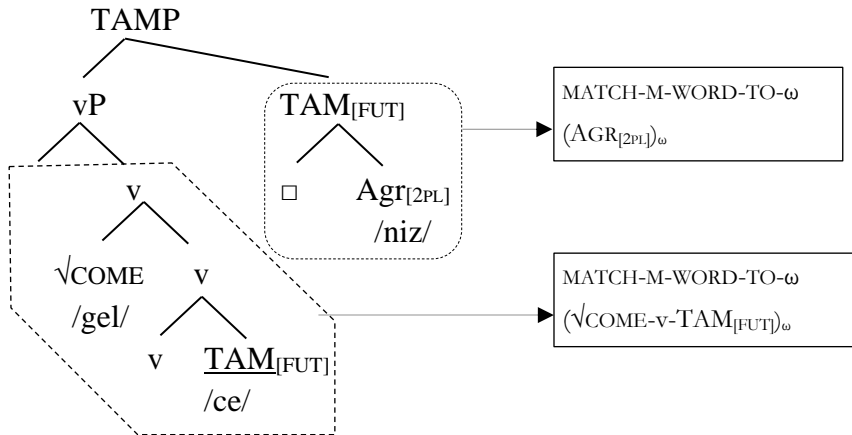 TAMP
vP TAM[FUT]
MATCH-M-WORD-TO-ω
(AGR[2PL])ω
v □ Agr[2PL]
/niz/
√COME v
/gel/
MATCH-M-WORD-TO-ω
(√COME-v-TAM[FUT])ω
v TAM[FUT]
/ce/